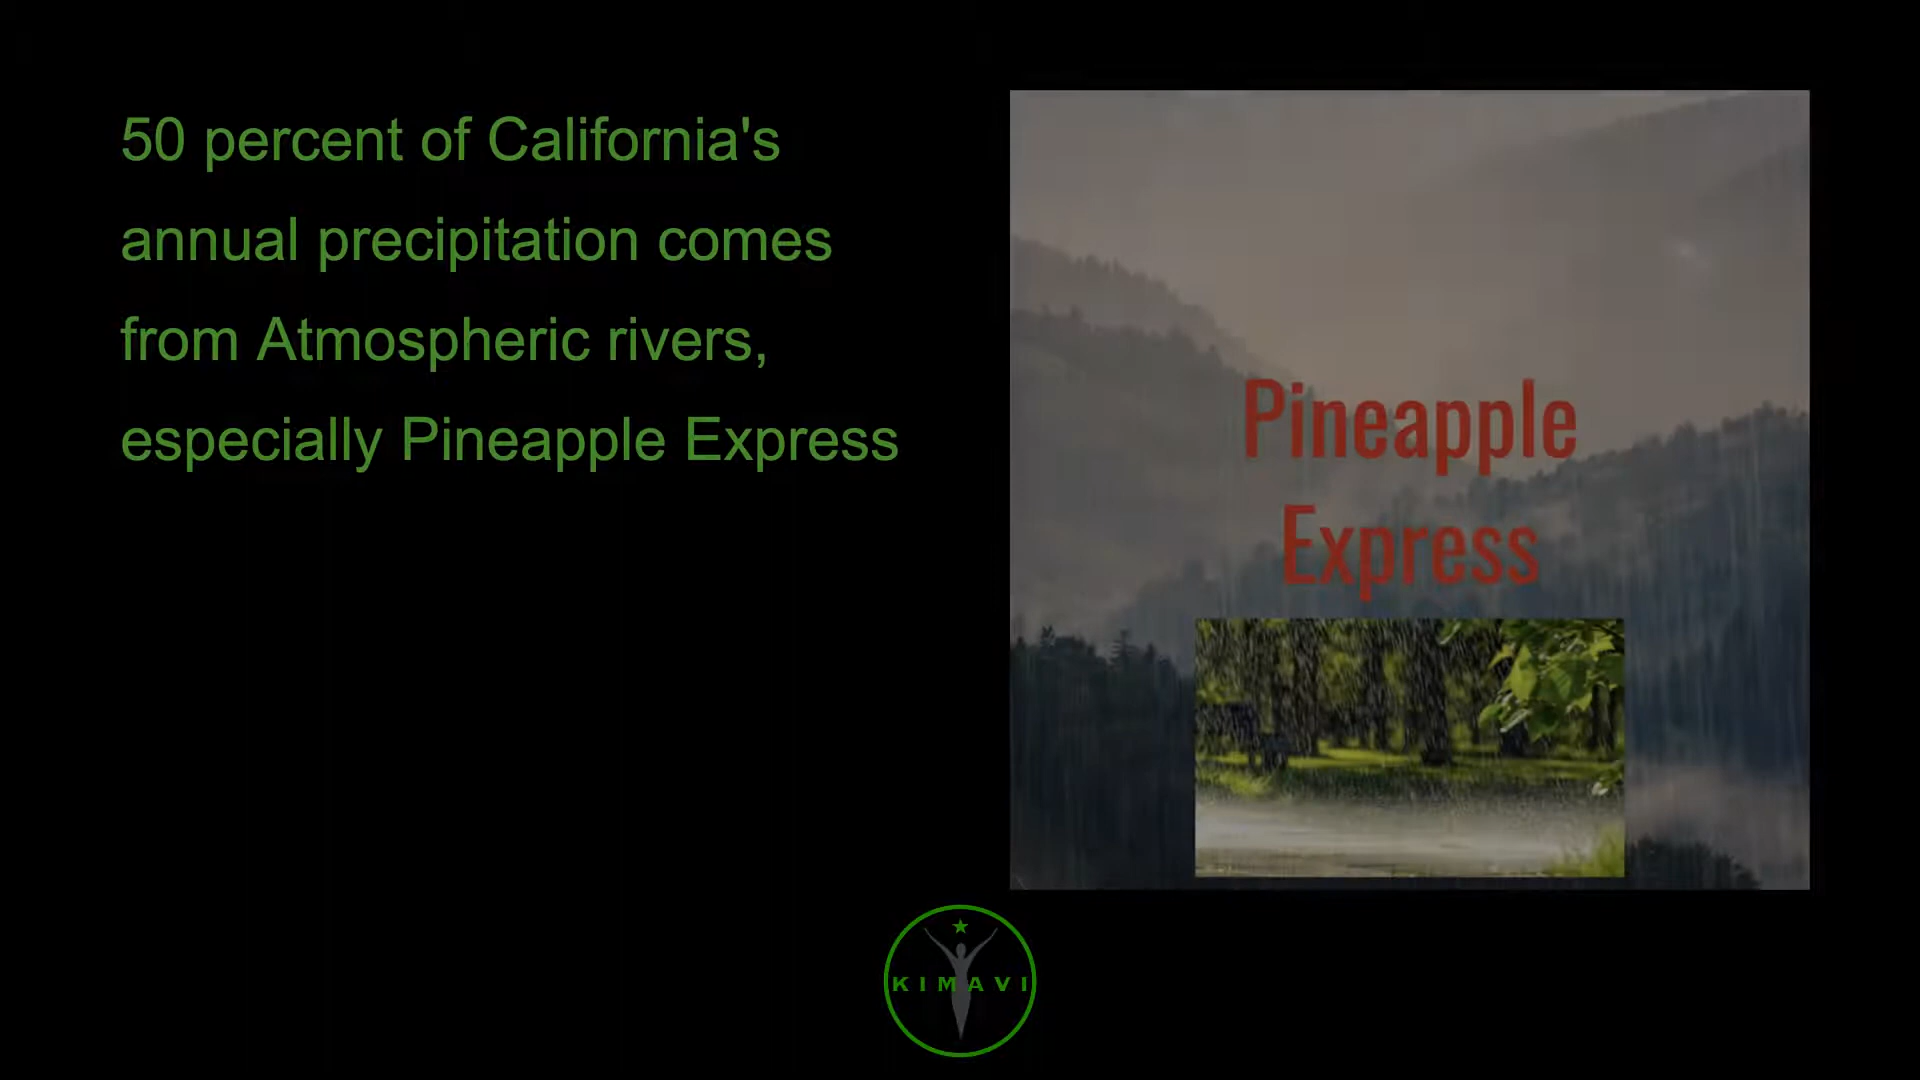 50 percent of California's
annual precipitation comes
from Atmospheric rivers,
especially Pineapple Express
Pineapple
Express
KIMAVI